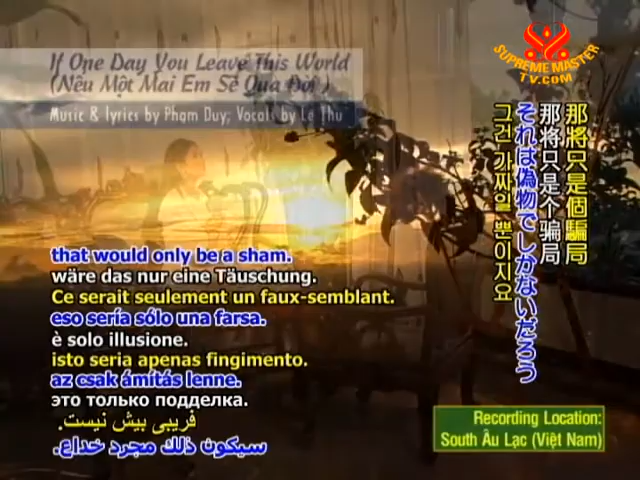 If One Day You Leave This World
(Nếu Một Mai Em Sẽ Qua Đời)
Music & lyrics by Phạm Duy; Vocals by Lệ Thu
SUPREME MASTER
TV.COM
那將只是個騙局
那将只是个骗局
それは偽物でしかないだろう
그건 가짜일 뿐이지요
that would only be a sham.
wäre das nur eine Täuschung.
Ce serait seulement un faux-semblant.
eso sería sólo una farsa.
è solo illusione.
isto seria apenas fingimento.
az csak ámítás lenne.
это только подделка.
فریبی بیش نیست.
سيكون ذلك مجرد خداع.
Recording Location:
South Âu Lạc (Việt Nam)